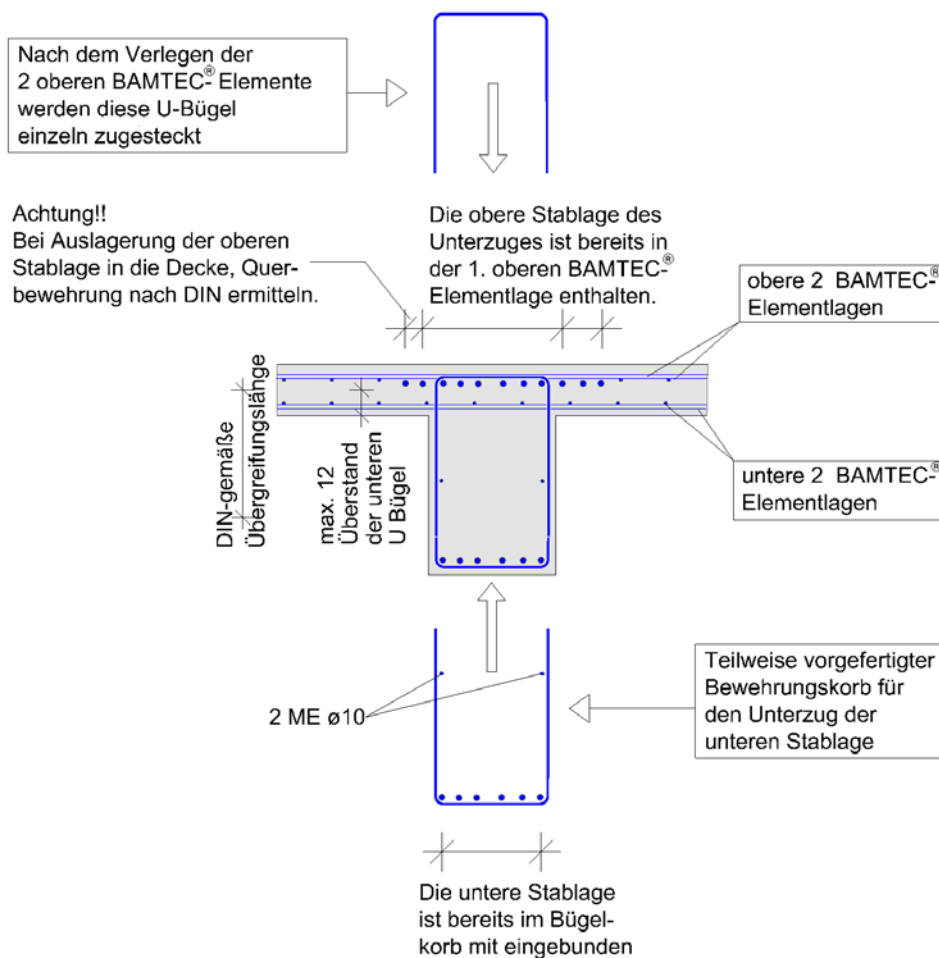 Nach dem Verlegen der
2 oberen BAMTEC®- Elemente
werden diese U-Bügel
einzeln zugesteckt
Achtung!!
Bei Auslagerung der oberen
Stablage in die Decke, Quer-
bewehrung nach DIN ermitteln.
Die obere Stablage des
Unterzuges ist bereits in
der 1. oberen BAMTEC®-
Elementlage enthalten.
obere 2 BAMTEC®-
Elementlagen
DIN-gemäße
Übergreifungslänge
max. 12
Überstand
der unteren
U Bügel
untere 2 BAMTEC®-
Elementlagen
2 ME ø10
Teilweise vorgefertigter
Bewehrungskorb für
den Unterzug der
unteren Stablage
Die untere Stablage
ist bereits im Bügel-
korb mit eingebunden